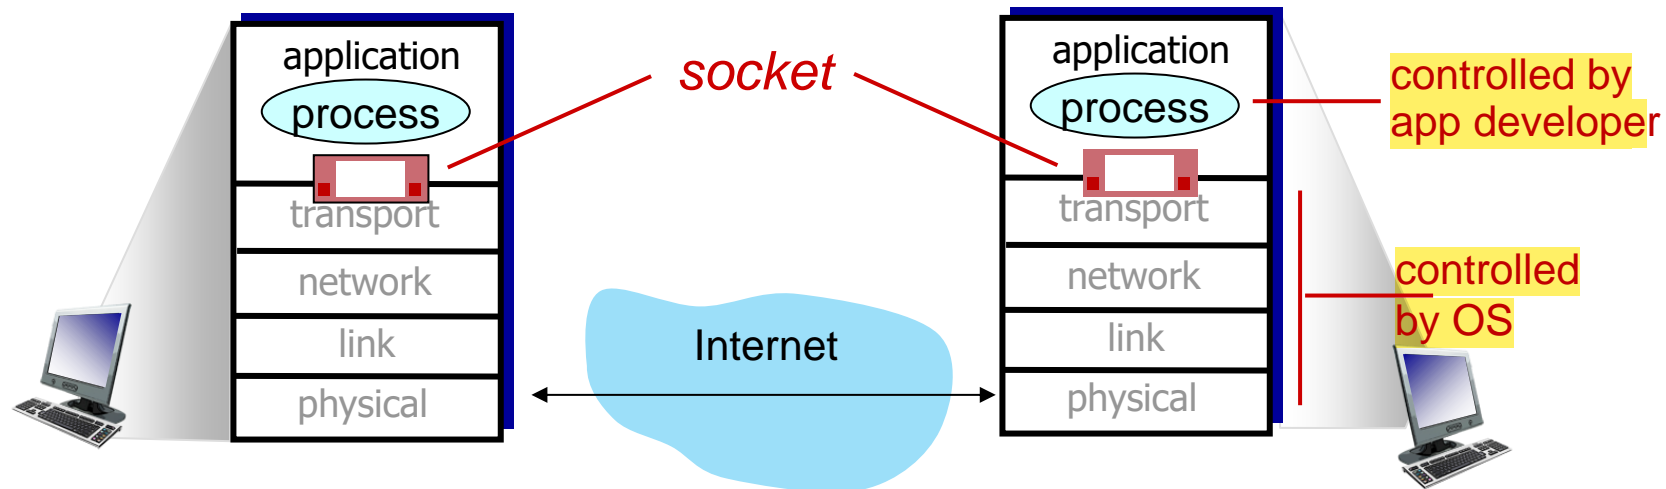 application
process
transport
network
link
physical
socket
Internet
application
process
transport
network
link
physical
controlled by
app developer
controlled
by OS